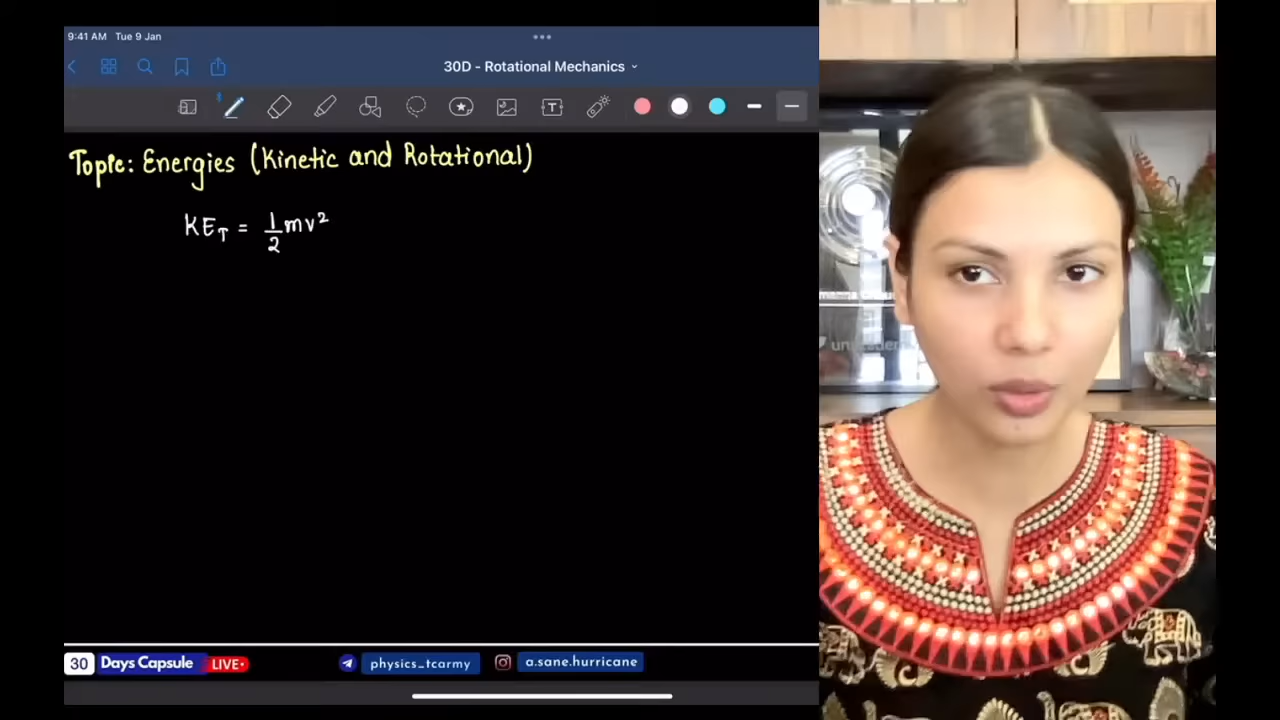 9:41 AM Tue 9 Jan
30D - Rotational Mechanics
T
Topic: Energies (Kinetic and Rotational)
KE_T = 1/2 mv²
30 Days Capsule LIVE
physics_tcarmy
a.sane.hurricane